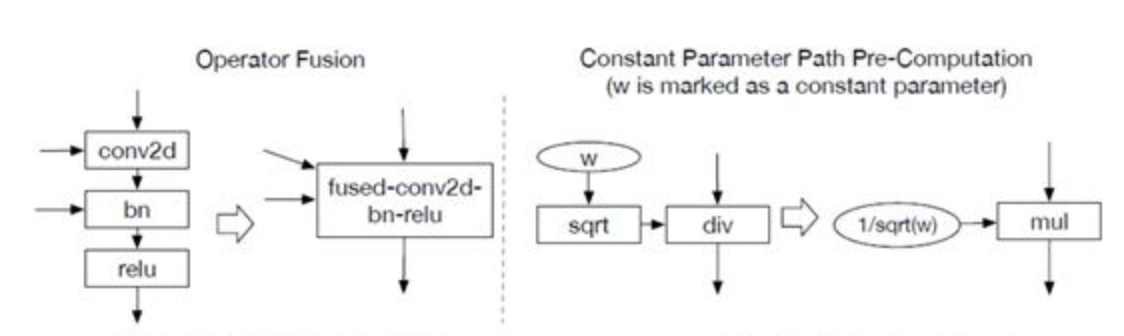 Operator Fusion
conv2d
bn
relu
fused-conv2d-
bn-relu
Constant Parameter Path Pre-Computation
(w is marked as a constant parameter)
w
sqrt
div
1/sqrt(w)
mul